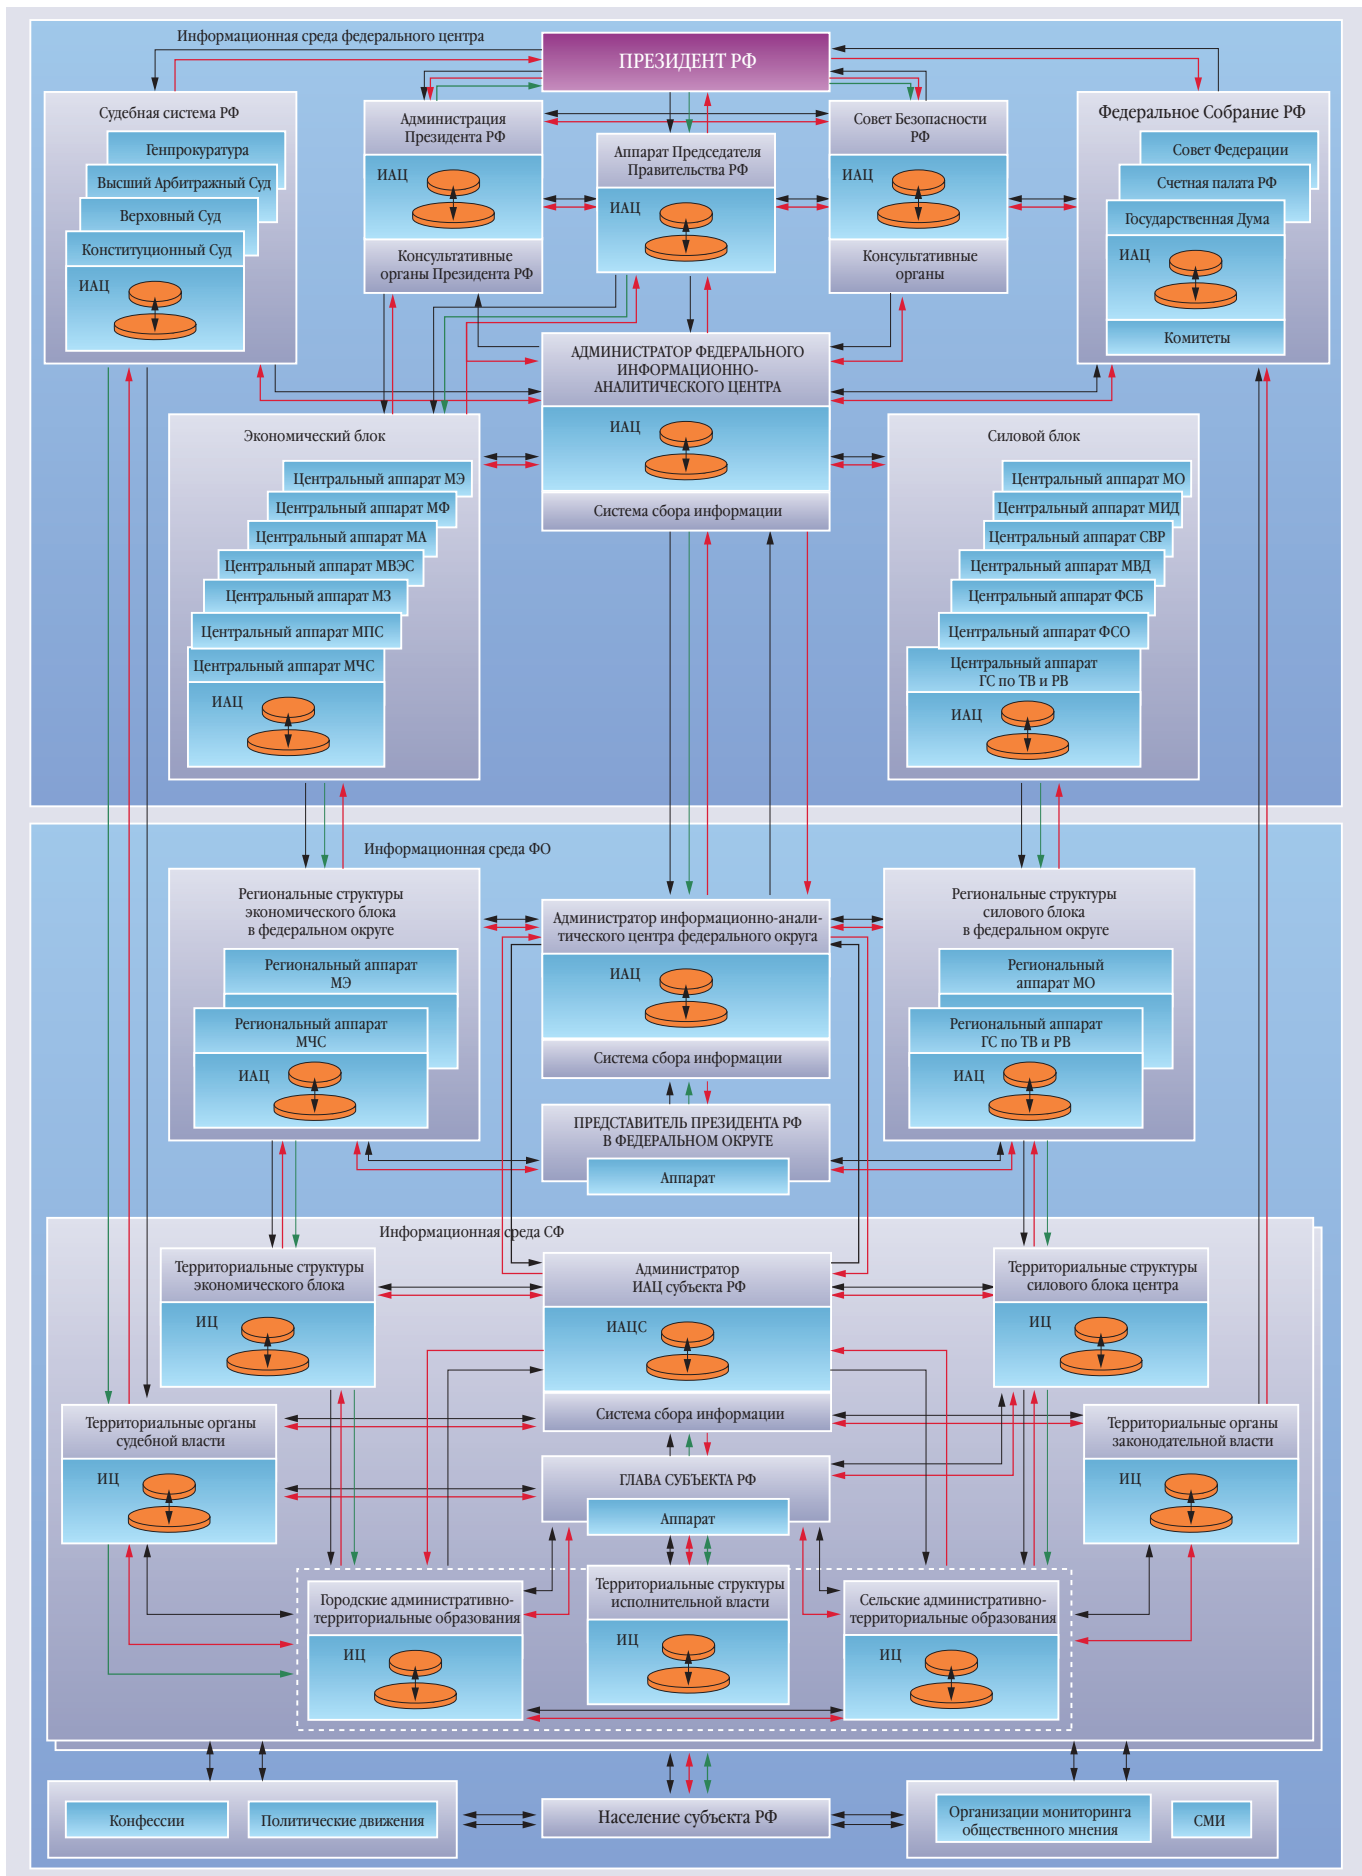 Информационная среда федерального центра
ПРЕЗИДЕНТ РФ
Судебная система РФ
Генпрокуратура
Высший Арбитражный Суд
Верховный Суд
Конституционный Суд
ИАЦ
Администрация
Президента РФ
ИАЦ
Консультативные
органы Президента РФ
Аппарат Председателя
Правительства РФ
ИАЦ
Совет Безопасности
РФ
ИАЦ
Консультативные
органы
Федеральное Собрание РФ
Совет Федерации
Счетная палата РФ
Государственная Дума
ИАЦ
Комитеты
АДМИНИСТРАТОР ФЕДЕРАЛЬНОГО
ИНФОРМАЦИОННО-
АНАЛИТИЧЕСКОГО ЦЕНТРА
ИАЦ
Система сбора информации
Экономический блок
Центральный аппарат МЭ
Центральный аппарат МФ
Центральный аппарат МА
Центральный аппарат МВЭС
Центральный аппарат МЗ
Центральный аппарат МПС
Центральный аппарат МЧС
ИАЦ
Силовой блок
Центральный аппарат МО
Центральный аппарат МИД
Центральный аппарат СВР
Центральный аппарат МВД
Центральный аппарат ФСБ
Центральный аппарат ФСО
Центральный аппарат
ГС по ТВ и РВ
ИАЦ
Информационная среда ФО
Региональные структуры
экономического блока
в федеральном округе
Региональный аппарат
МЭ
Региональный аппарат
МЧС
ИАЦ
Администратор информационно-анали-
тического центра федерального округа
ИАЦ
Система сбора информации
ПРЕДСТАВИТЕЛЬ ПРЕЗИДЕНТА РФ
В ФЕДЕРАЛЬНОМ ОКРУГЕ
Аппарат
Региональные структуры
силового блока
в федеральном округе
Региональный
аппарат МО
Региональный аппарат
ГС по ТВ и РВ
ИАЦ
Информационная среда СФ
Территориальные структуры
экономического блока
ИЦ
Администратор
ИАЦ субъекта РФ
ИАЦС
Система сбора информации
Территориальные структуры
силового блока центра
ИЦ
Территориальные органы
судебной власти
ИЦ
ГЛАВА СУБЪЕКТА РФ
Аппарат
Территориальные органы
законодательной власти
ИЦ
Городские административно-
территориальные образования
ИЦ
Территориальные структуры
исполнительной власти
ИЦ
Сельские административно-
территориальные образования
ИЦ
Конфессии
Политические движения
Население субъекта РФ
Организации мониторинга
общественного мнения
СМИ